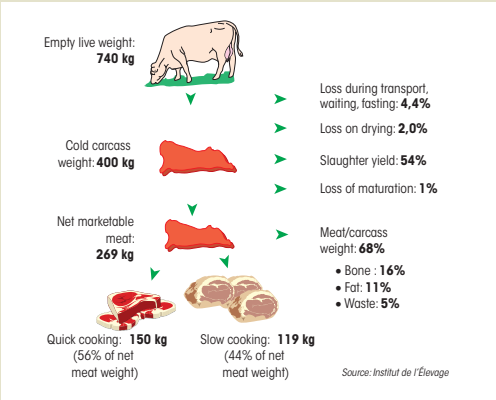 Empty live weight:
740 kg
Loss during transport,
waiting, fasting: 4,4%
Loss on drying: 2,0%
Cold carcass
weight: 400 kg
Slaughter yield: 54%
Loss of maturation: 1%
Net marketable
meat:
269 kg
Meat/carcass
weight: 68%
• Bone : 16%
• Fat: 11%
• Waste: 5%
Quick cooking: 150 kg
(56% of net
meat weight)
Slow cooking: 119 kg
(44% of net
meat weight)
Source: Institut de l'Élevage